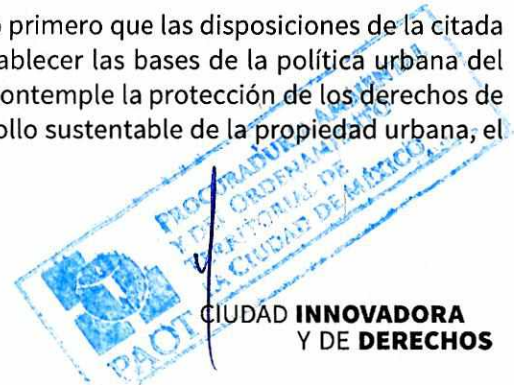 primero que las disposiciones de la citada
ablecer las bases de la política urbana del
contemple la protección de los derechos de
ollo sustentable de la propiedad urbana, el
PROCURADURÍA AMBIENTAL
Y DEL ORDENAMIENTO
TERRITORIAL DE
LA CIUDAD DE MÉXICO
PAOT
CIUDAD INNOVADORA
Y DE DERECHOS